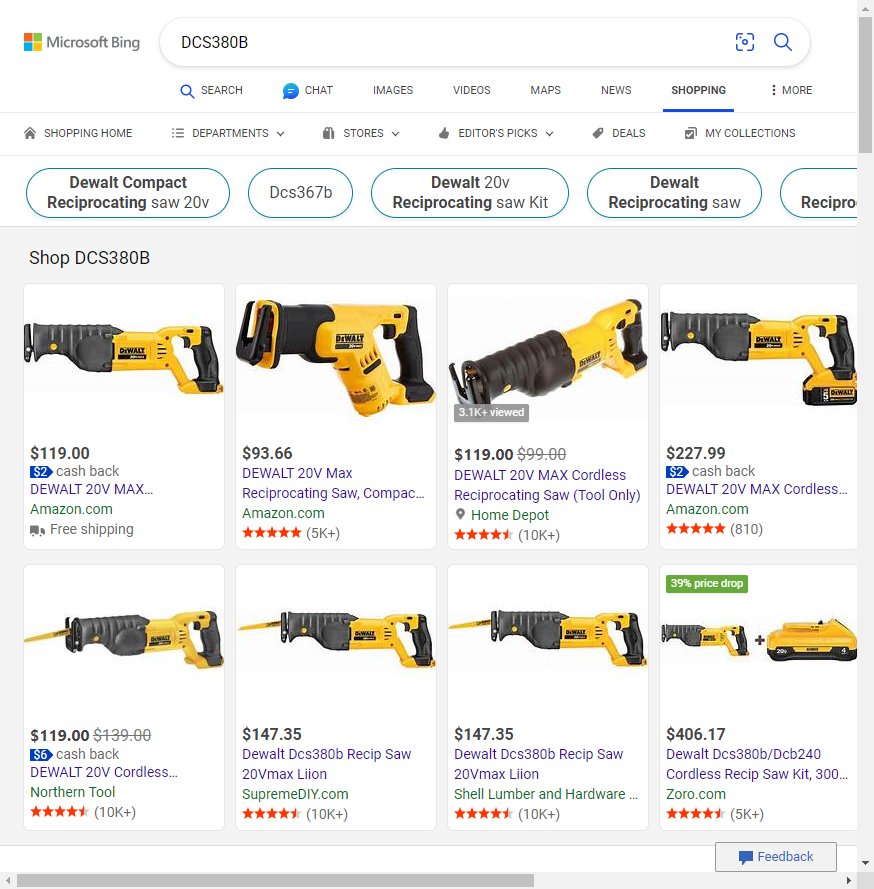 Microsoft Bing
DCS380B
SEARCH
CHAT
IMAGES
VIDEOS
MAPS
NEWS
SHOPPING
MORE
SHOPPING HOME
DEPARTMENTS
STORES
EDITOR'S PICKS
DEALS
MY COLLECTIONS
Dewalt Compact
Reciprocating saw 20v
Dcs367b
Dewalt 20v
Reciprocating saw Kit
Dewalt
Reciprocating saw
Recipro
Shop DCS380B
$119.00
$2 cash back
DEWALT 20V MAX...
Amazon.com
Free shipping
$93.66
DEWALT 20V Max
Reciprocating Saw, Compac...
Amazon.com
(5K+)
3.1K+ viewed
$119.00 $99.00
DEWALT 20V MAX Cordless
Reciprocating Saw (Tool Only)
Home Depot
(10K+)
$227.99
$2 cash back
DEWALT 20V MAX Cordless...
Amazon.com
(810)
$119.00 $139.00
$6 cash back
DEWALT 20V Cordless...
Northern Tool
(10K+)
$147.35
Dewalt Dcs380b Recip Saw
20Vmax Liion
SupremeDIY.com
(10K+)
$147.35
Dewalt Dcs380b Recip Saw
20Vmax Liion
Shell Lumber and Hardware ...
(10K+)
39% price drop
$406.17
Dewalt Dcs380b/Dcb240
Cordless Recip Saw Kit, 300...
Zoro.com
(5K+)
Feedback